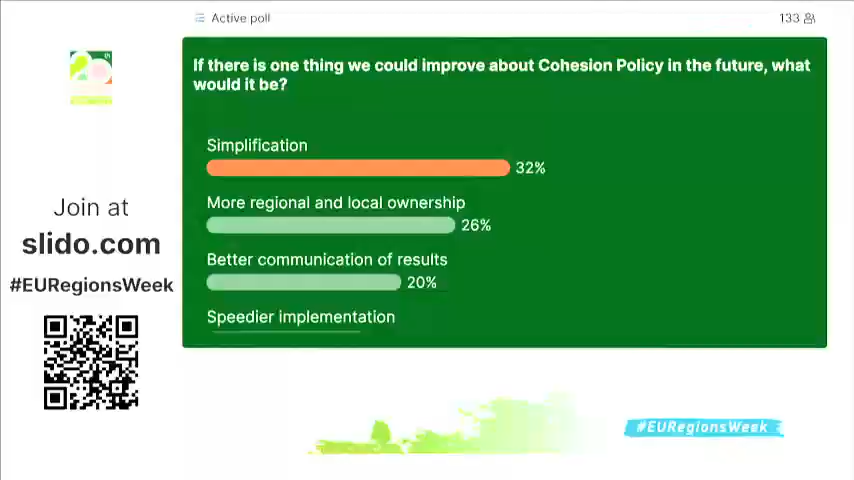 Active poll
133
If there is one thing we could improve about Cohesion Policy in the future, what
would it be?
Simplification
32%
More regional and local ownership
26%
Better communication of results
20%
Speedier implementation
Join at
slido.com
#EURegionsWeek
#EURegionsWeek